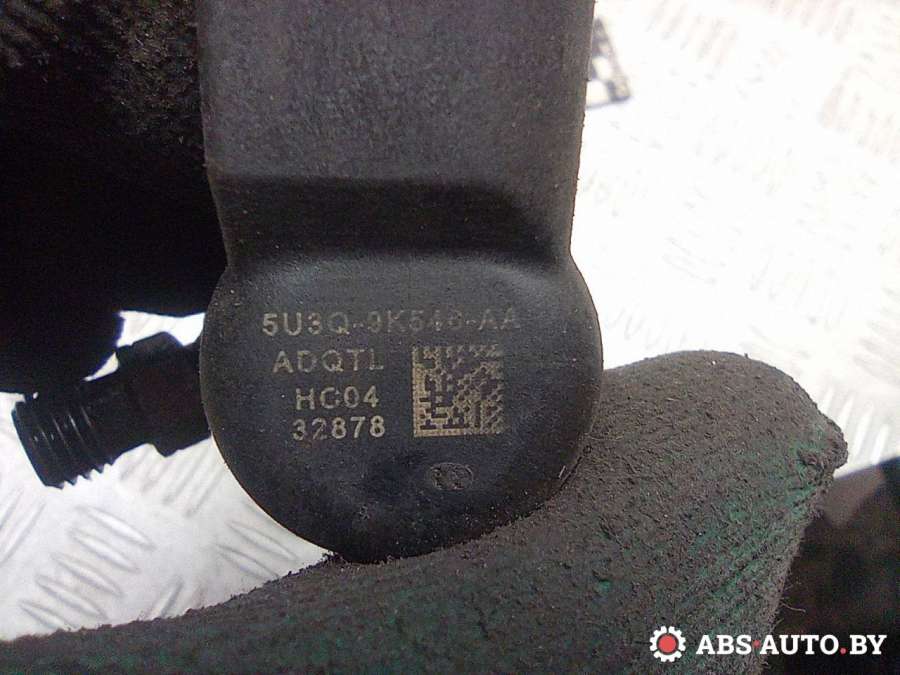 5U3Q-9K546-AA
ADQTL
HC04
32878
ABS-AUTO.BY